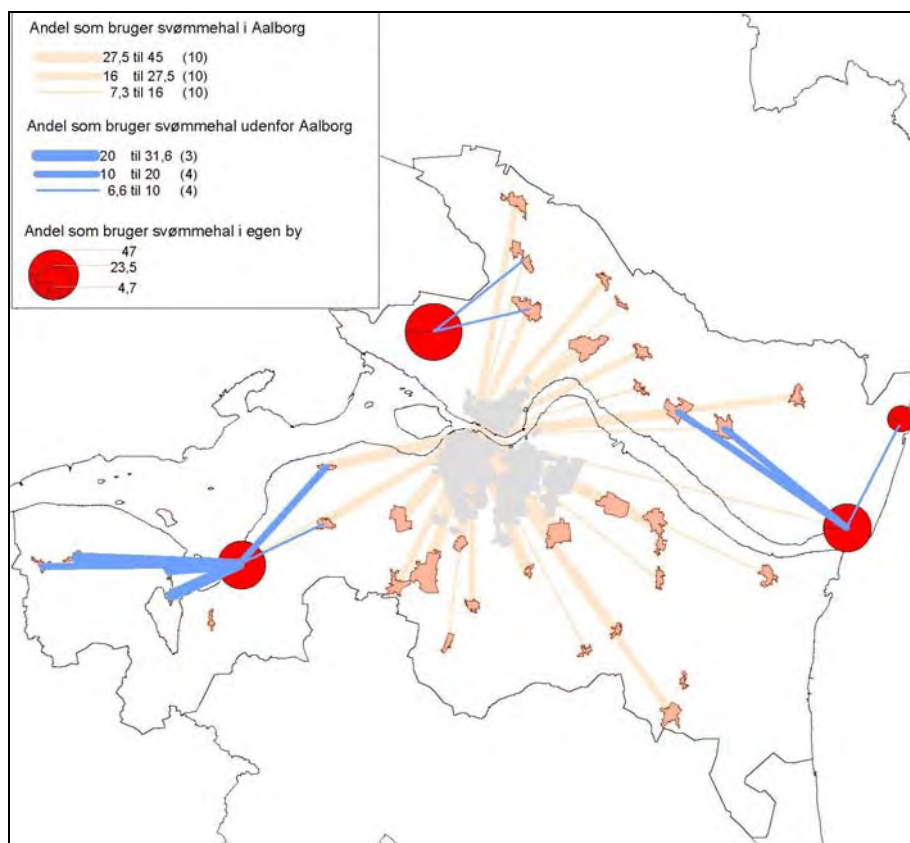 Andel som bruger svømmehal i Aalborg
27,5 til 45 (10)
16 til 27,5 (10)
7,3 til 16 (10)
Andel som bruger svømmehal udenfor Aalborg
20 til 31,6 (3)
10 til 20 (4)
6,6 til 10 (4)
Andel som bruger svømmehal i egen by
47
23,5
4,7